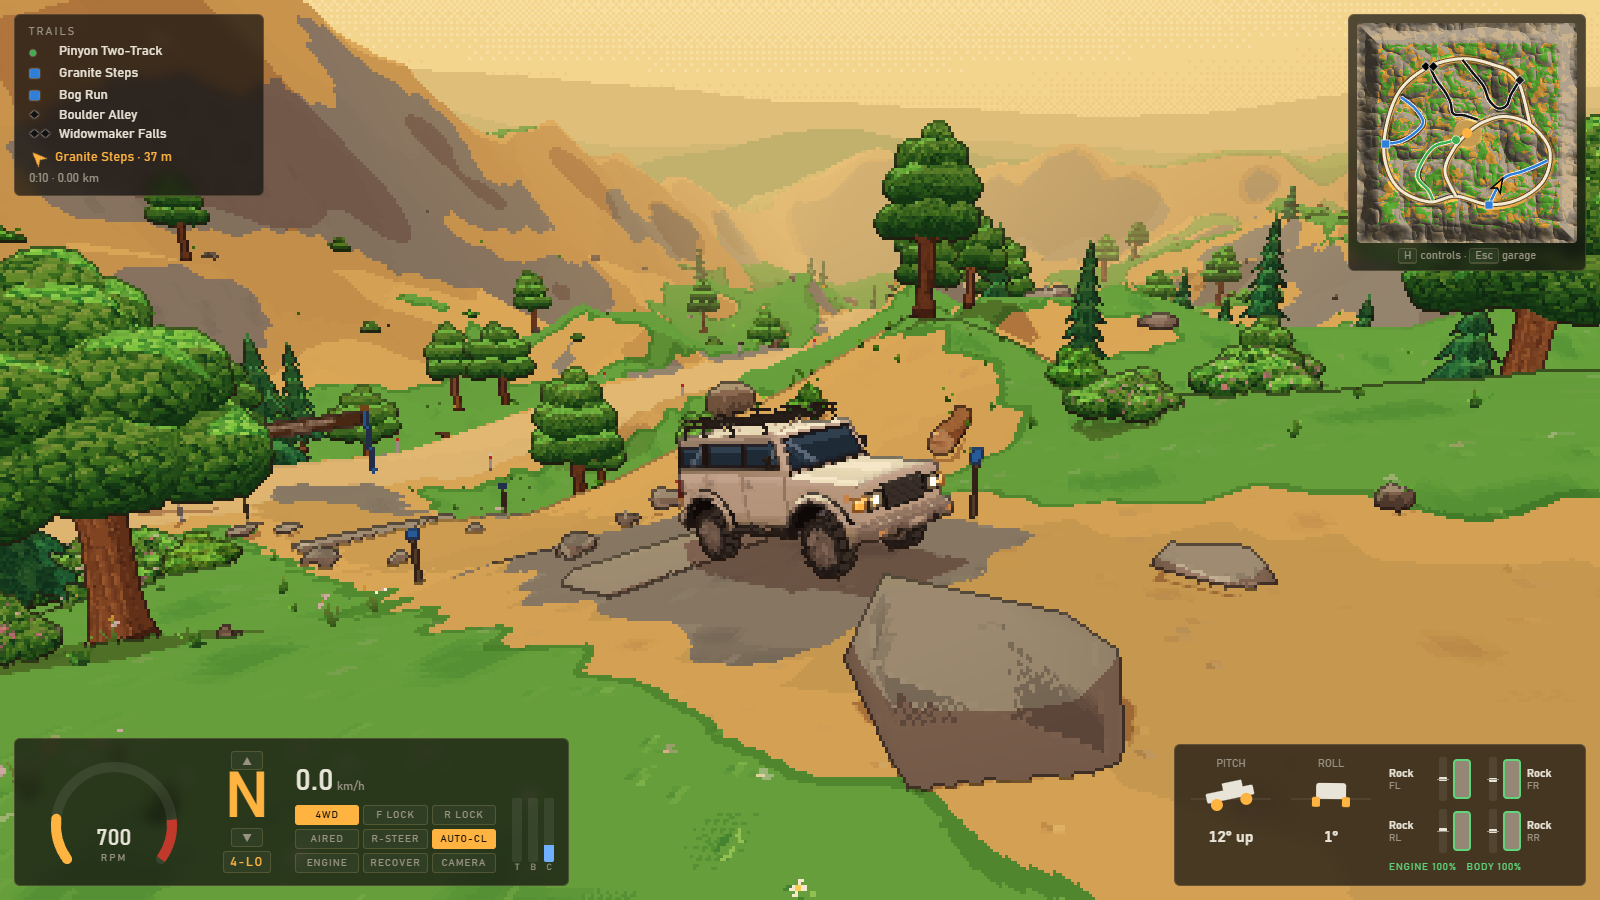 TRAILS
Pinyon Two-Track
Granite Steps
Bog Run
Boulder Alley
Widowmaker Falls
Granite Steps · 37 m
0:10 · 0.00 km
H controls · Esc garage
700
RPM
▲
N
▼
4-LO
0.0 km/h
4WD F LOCK R LOCK
AIRED R-STEER AUTO-CL
ENGINE RECOVER CAMERA
T B C
PITCH ROLL
12° up 1°
Rock FL
Rock FR
Rock RL
Rock RR
ENGINE 100% BODY 100%